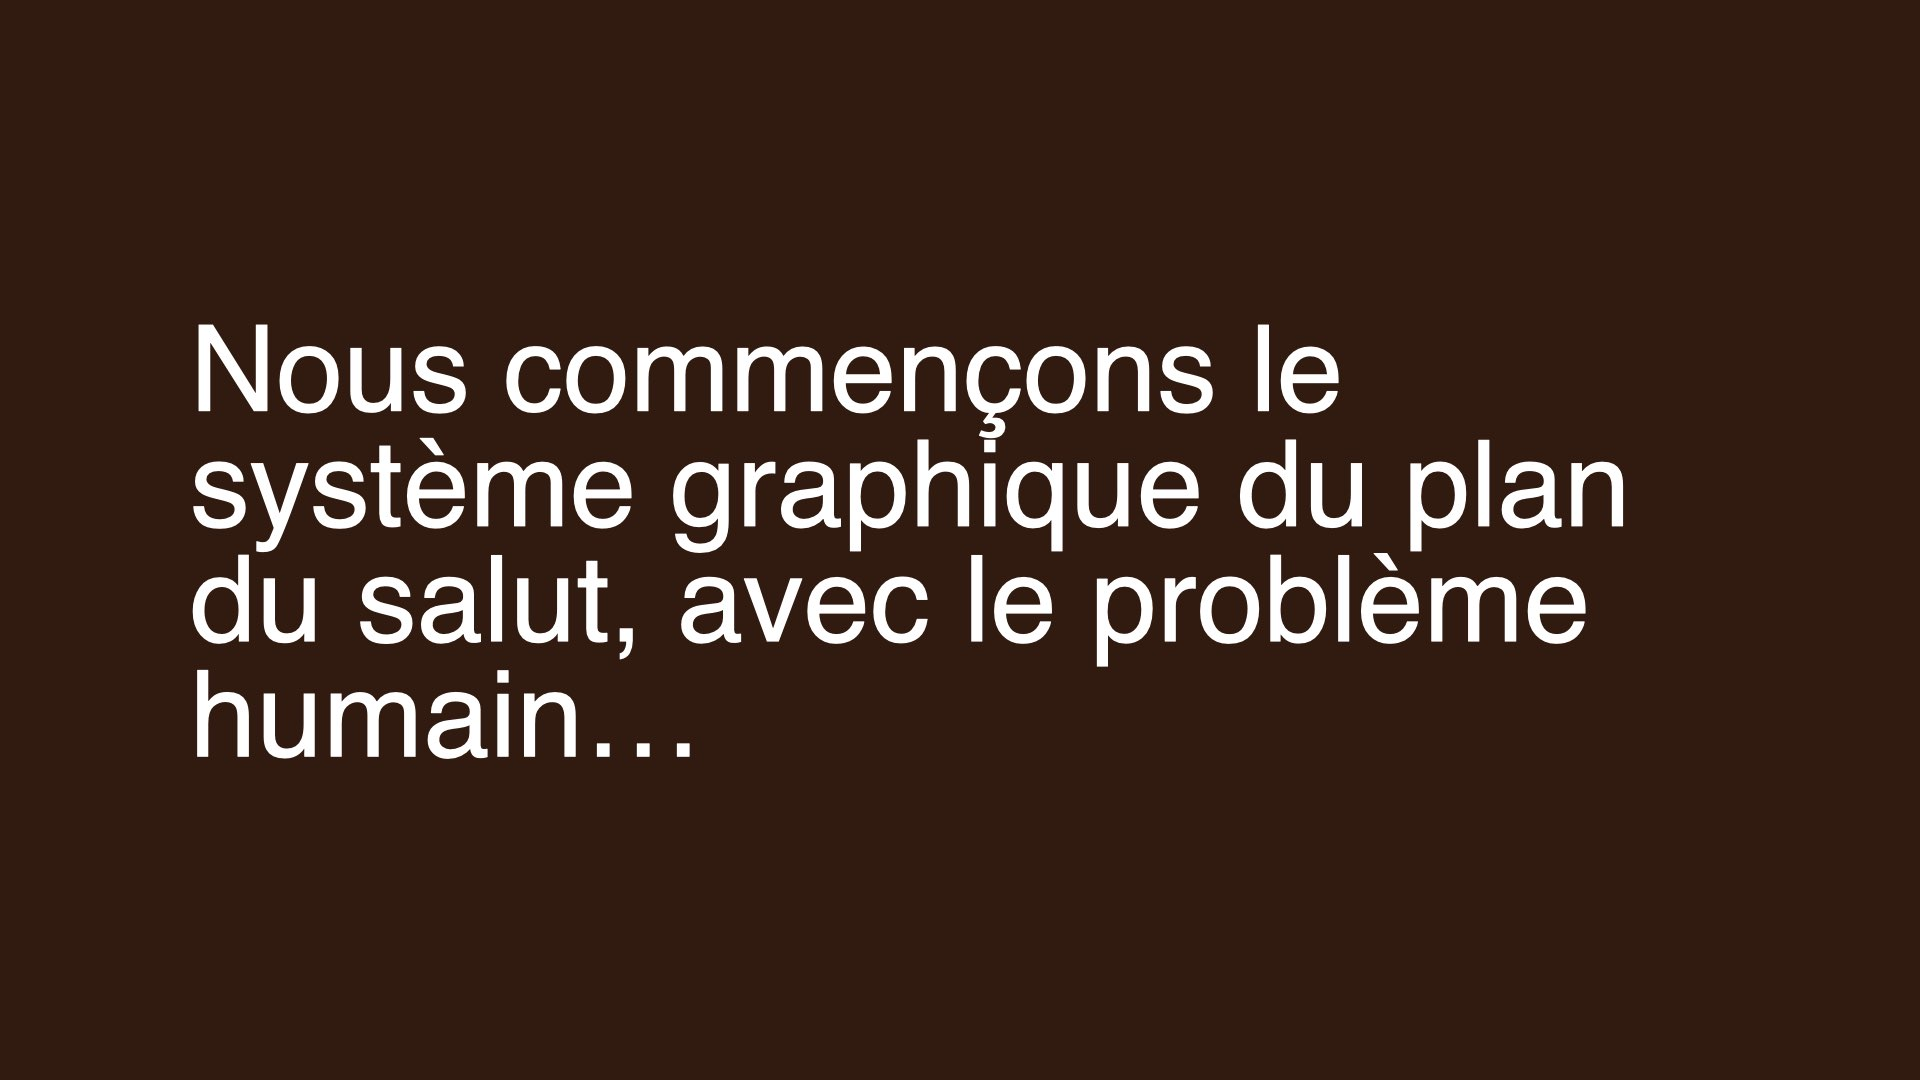 Nous commençons le
système graphique du plan
du salut, avec le problème
humain…